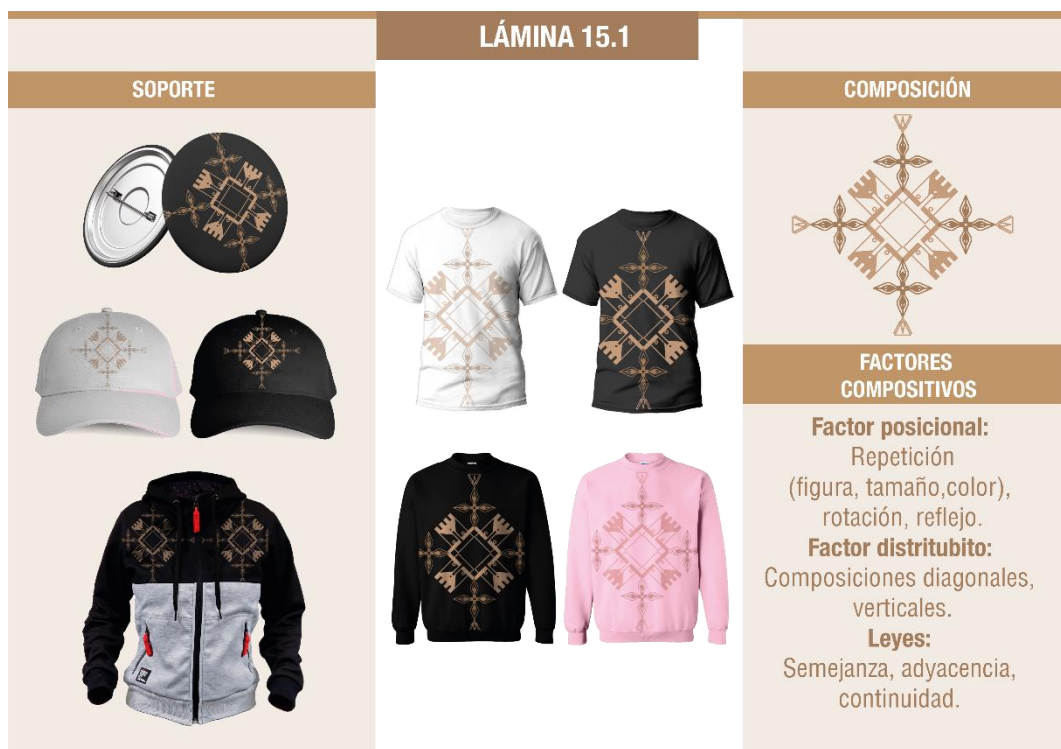 LÁMINA 15.1
SOPORTE
COMPOSICIÓN
FACTORES
COMPOSITIVOS
Factor posicional:
Repetición
(figura, tamaño,color),
rotación, reflejo.
Factor distritubito:
Composiciones diagonales,
verticales.
Leyes:
Semejanza, adyacencia,
continuidad.